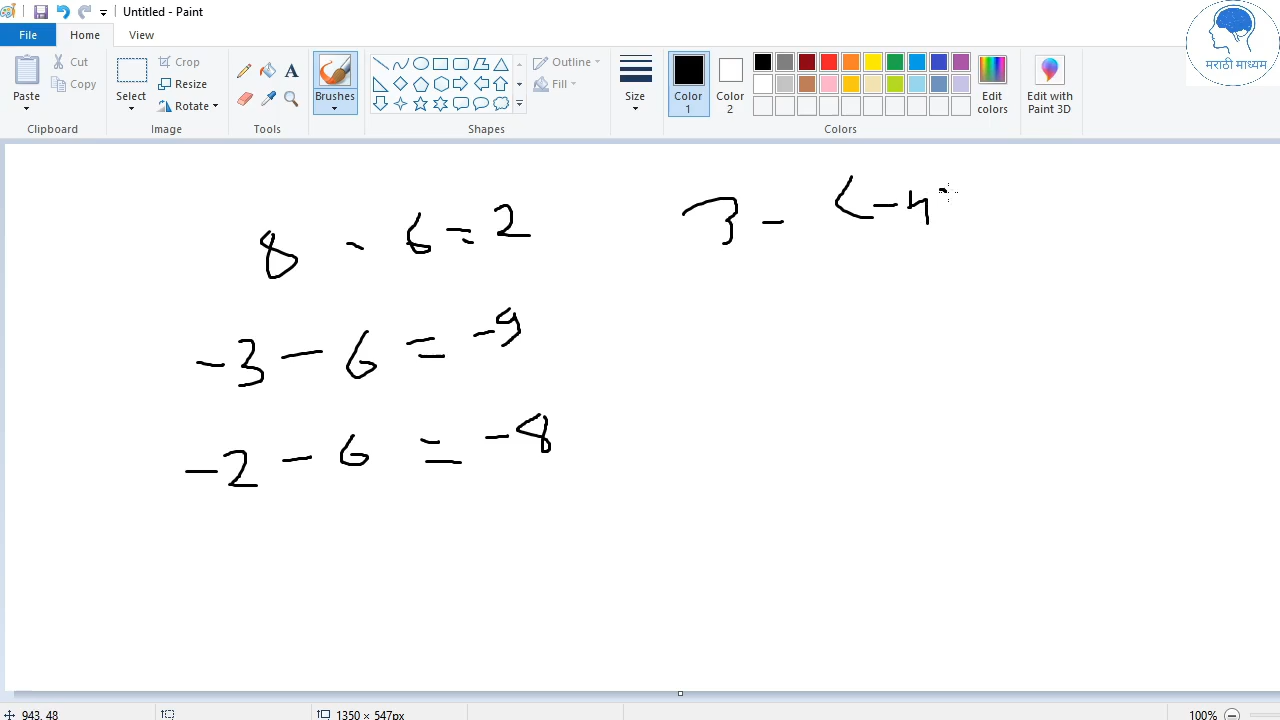 Untitled - Paint
File Home View
Paste Cut Copy Clipboard
Select Crop Resize Rotate Image
Tools
Brushes
Outline Fill Shapes
Size
Color 1 Color 2 Edit colors Colors
Edit with Paint 3D
मराठी माध्यम
8 - 6 = 2
-3 - 6 = -9
-2 - 6 = -8
3 - (-4
943, 48
1350 × 547px
100%